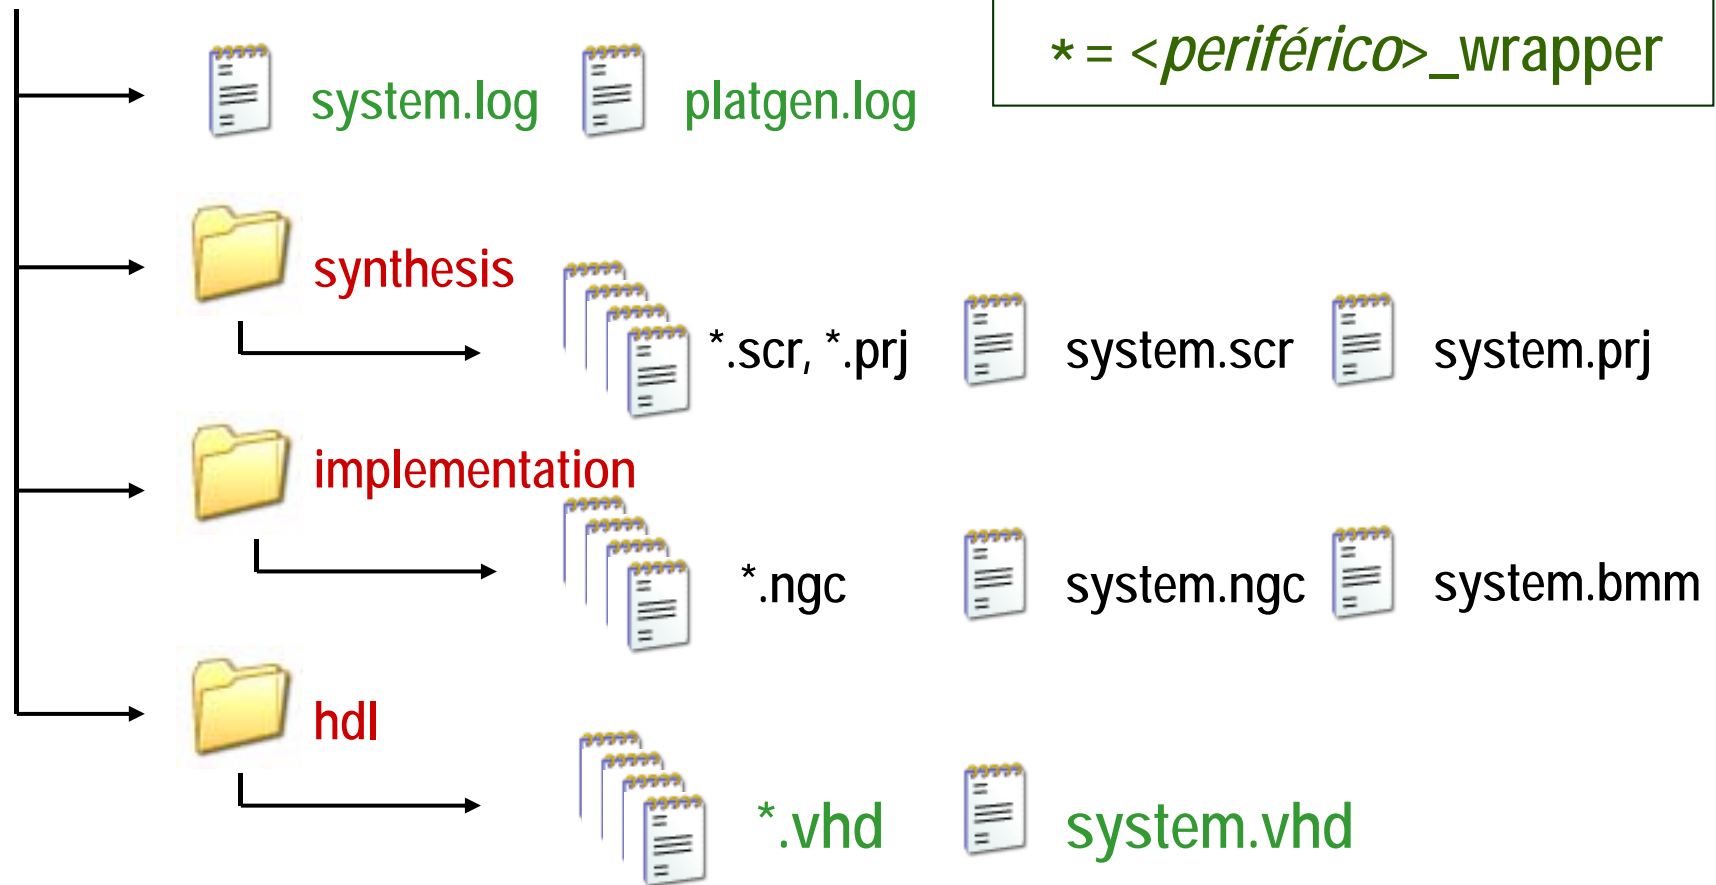 * = <periférico>_wrapper
system.log platgen.log
synthesis
*.scr, *.prj system.scr system.prj
implementation
*.ngc system.ngc system.bmm
hdl
*.vhd system.vhd